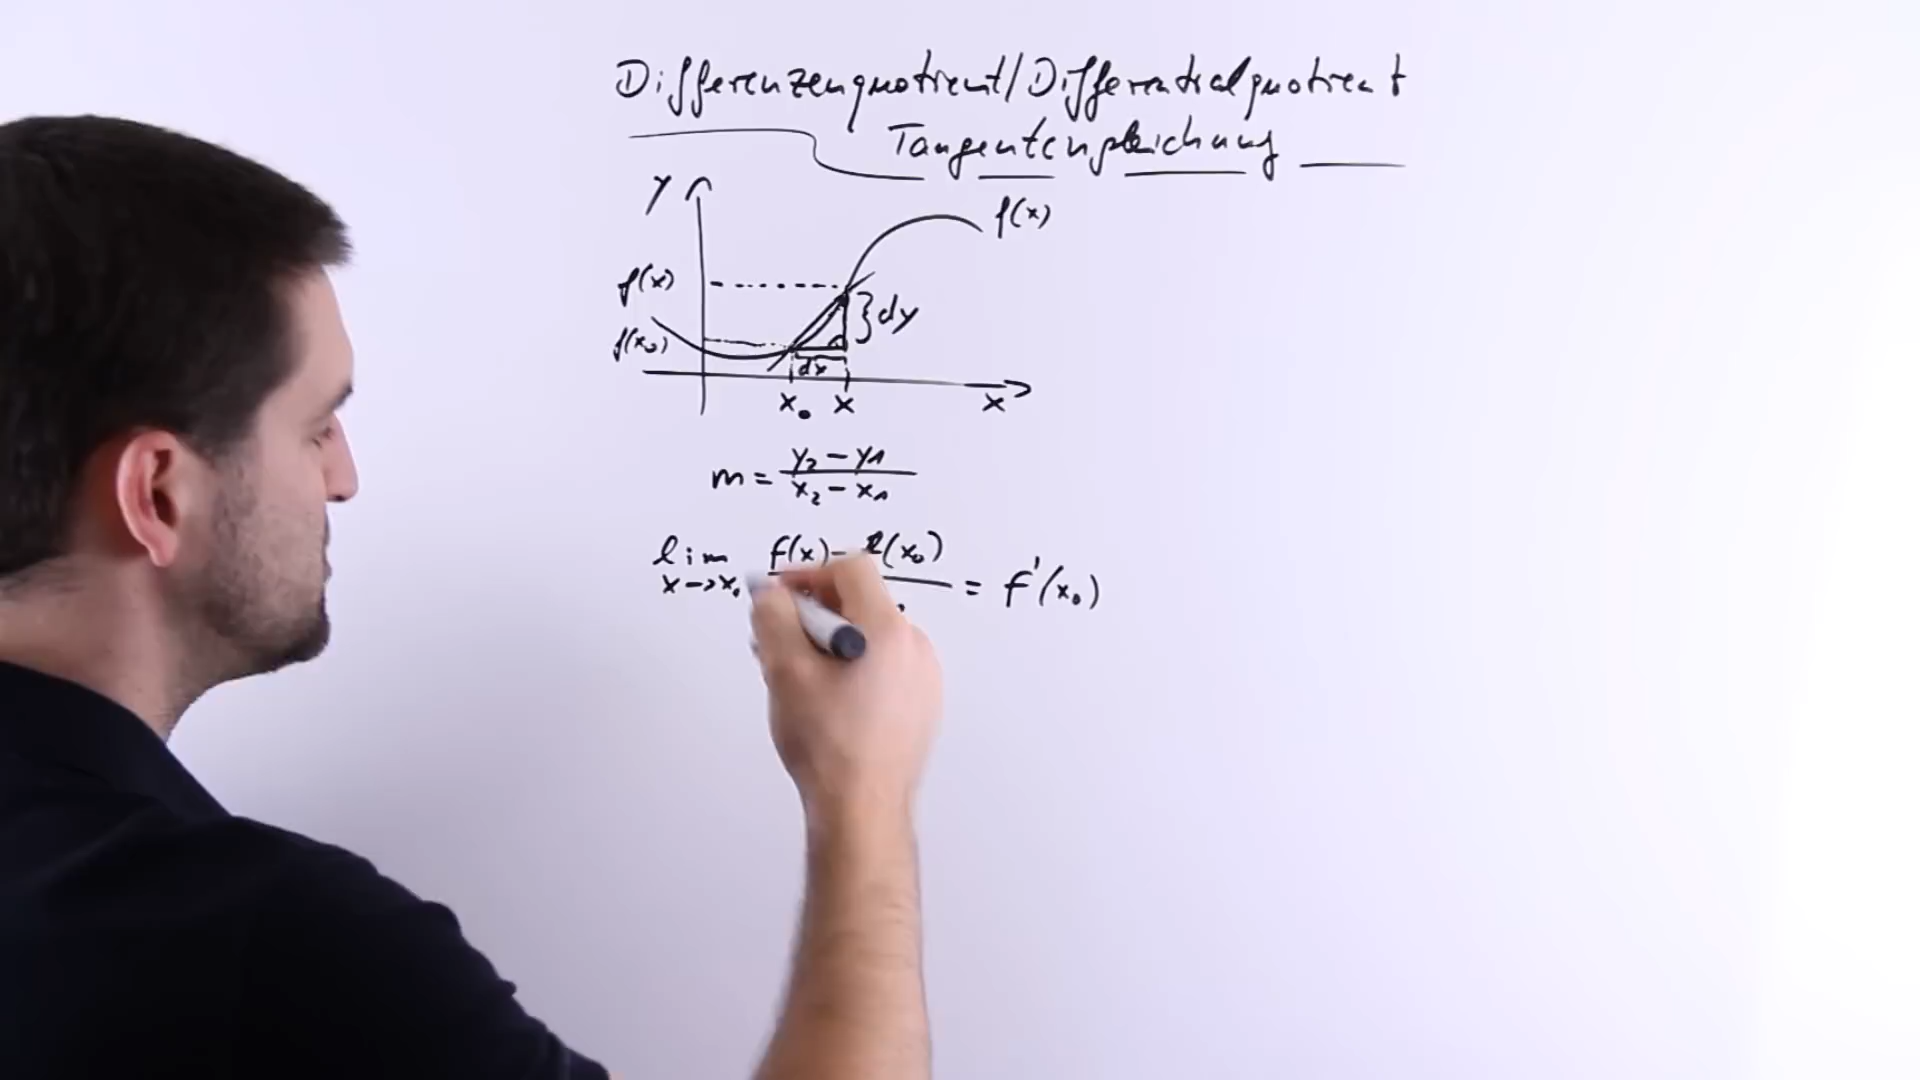 Differenzenquotient/Differentialquotient
Tangentengleichung
y
f(x)
f(x)
dy
f(x₀)
dx
x₀ x x
m = (y₂ - y₁)/(x₂ - x₁)
lim f(x) - f(x₀)
x→x₀ = f'(x₀)